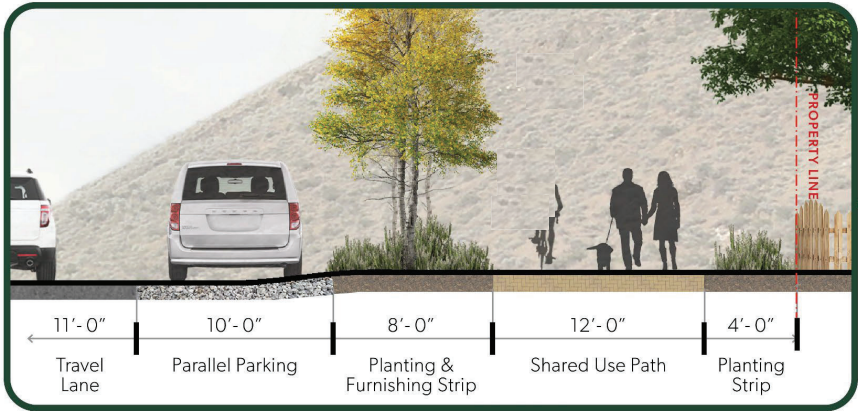 PROPERTY LINE
11'- 0”
10'- 0”
8'- 0”
12'- 0”
4'- 0”
Travel
Lane
Parallel Parking
Planting &
Furnishing Strip
Shared Use Path
Planting
Strip